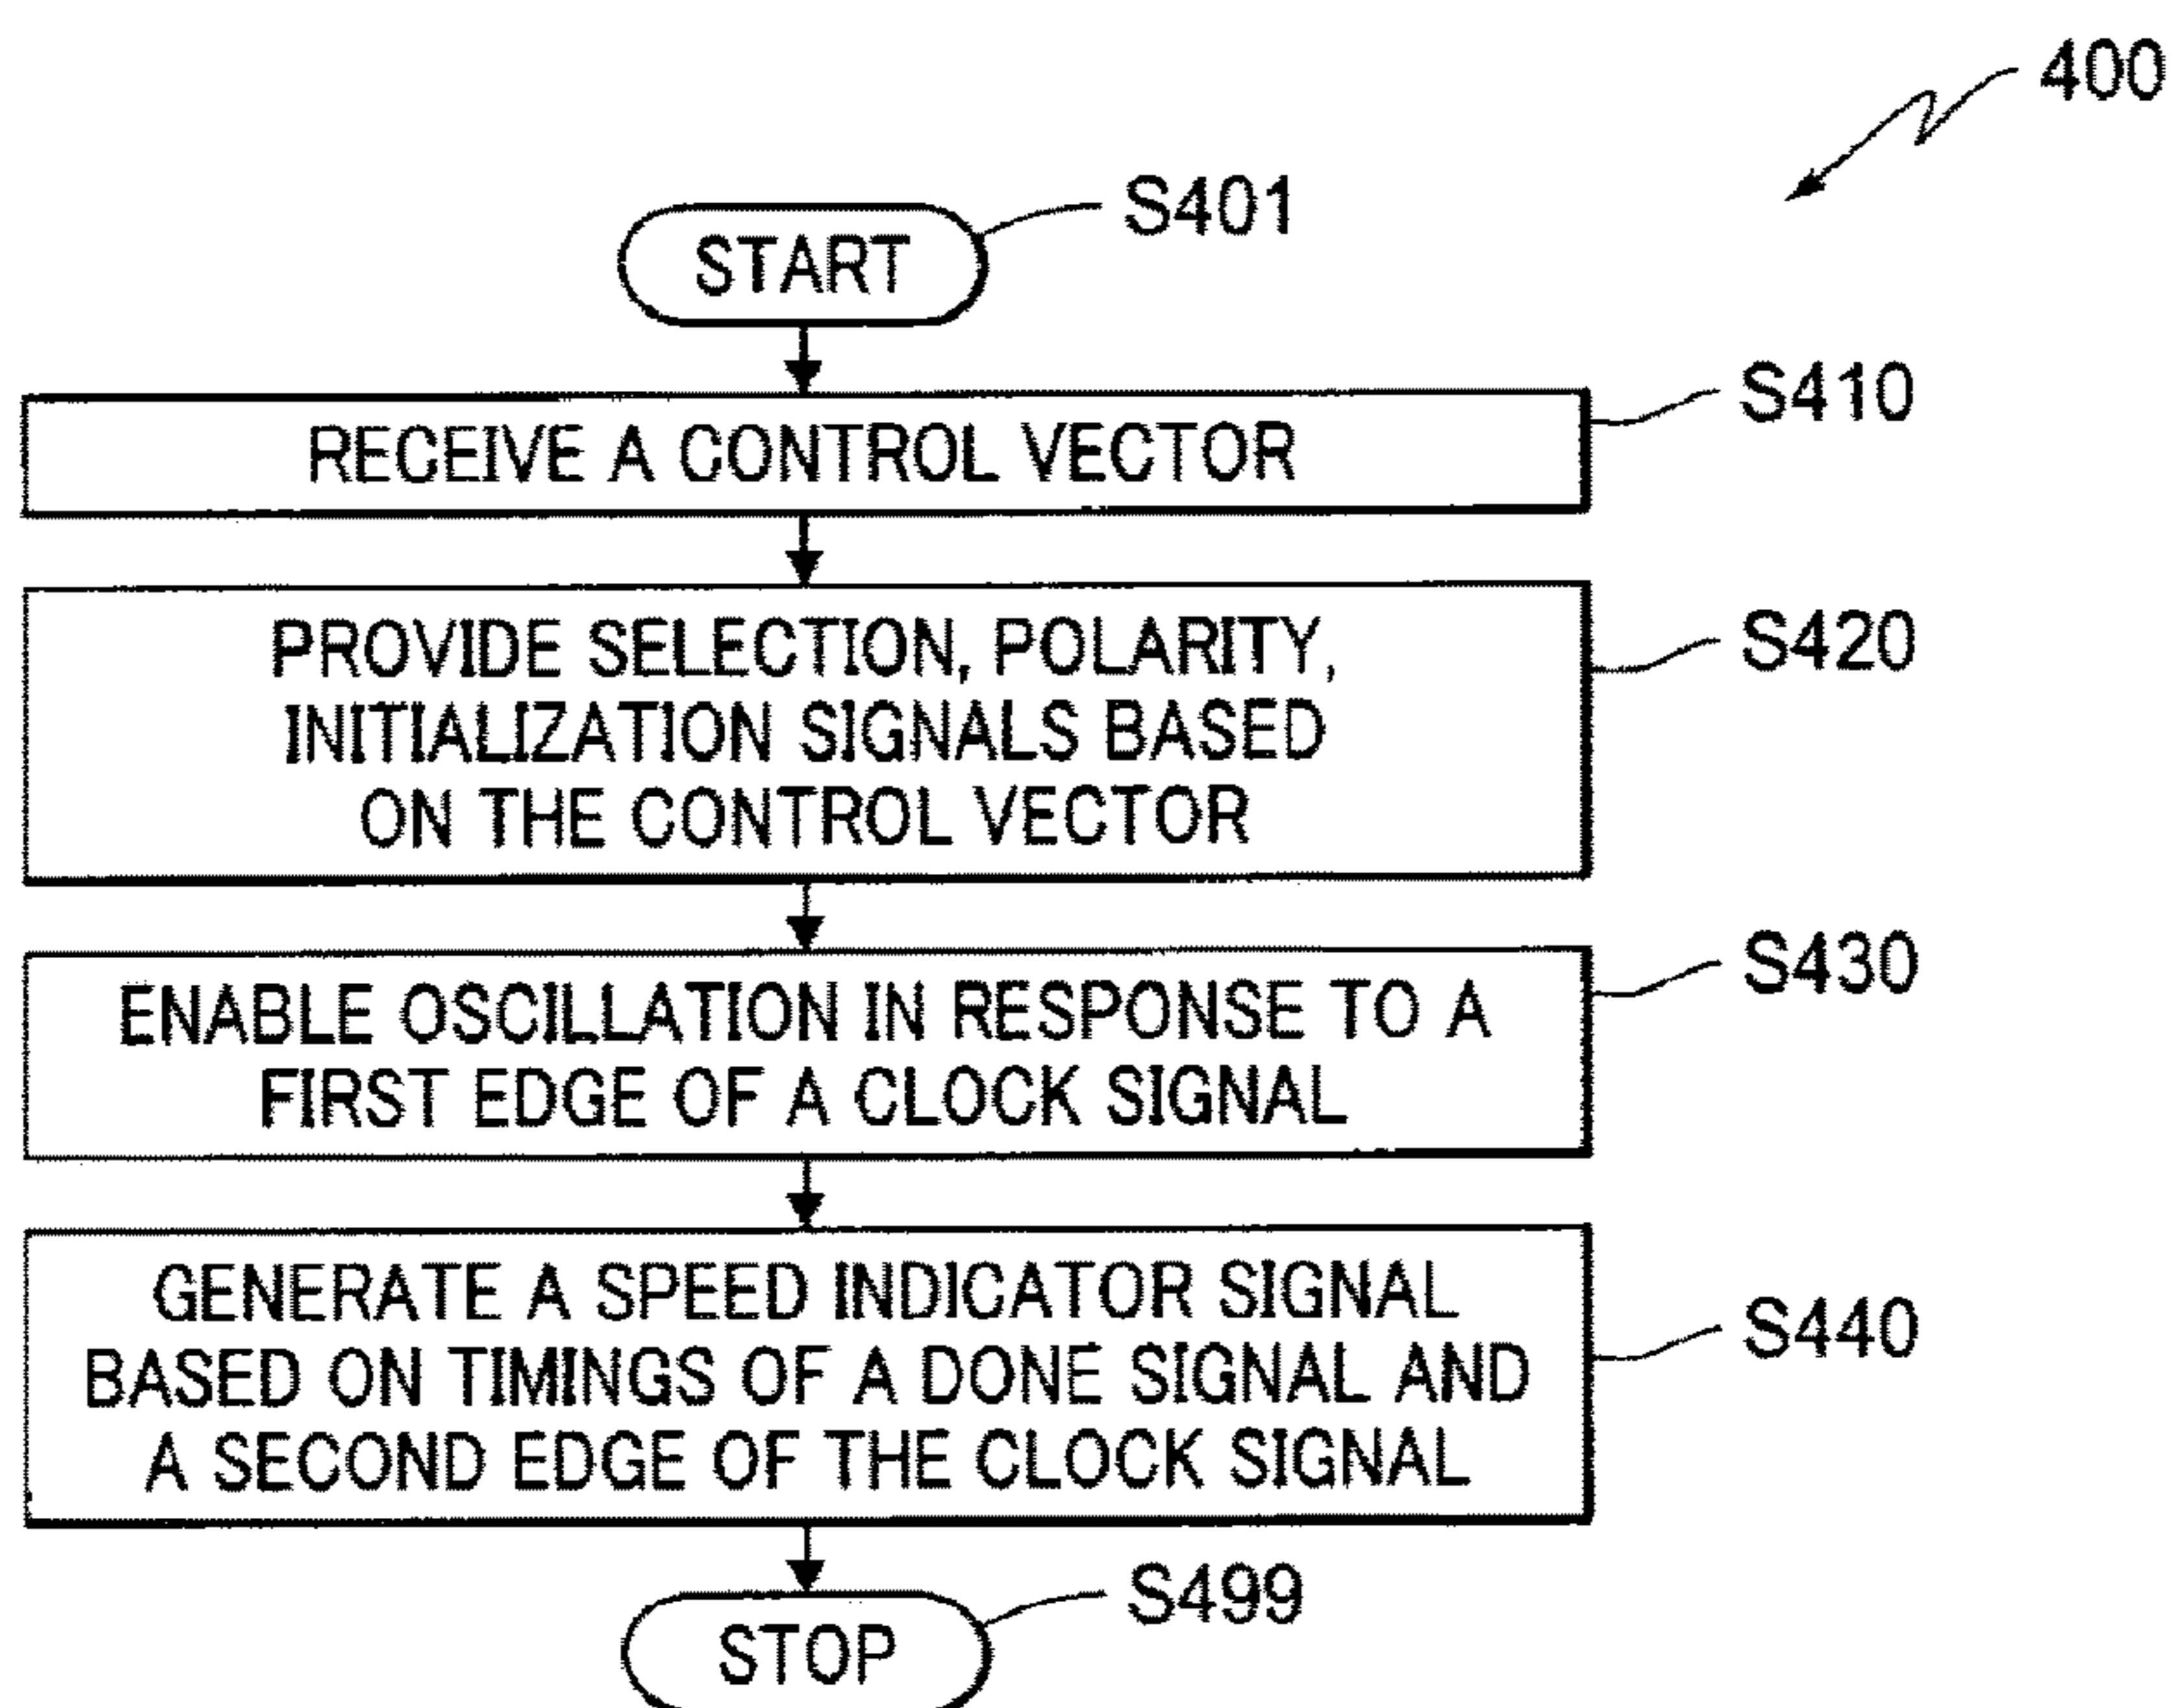 400
S401
START
S410
RECEIVE A CONTROL VECTOR
S420
PROVIDE SELECTION, POLARITY,
INITIALIZATION SIGNALS BASED
ON THE CONTROL VECTOR
S430
ENABLE OSCILLATION IN RESPONSE TO A
FIRST EDGE OF A CLOCK SIGNAL
S440
GENERATE A SPEED INDICATOR SIGNAL
BASED ON TIMINGS OF A DONE SIGNAL AND
A SECOND EDGE OF THE CLOCK SIGNAL
S499
STOP